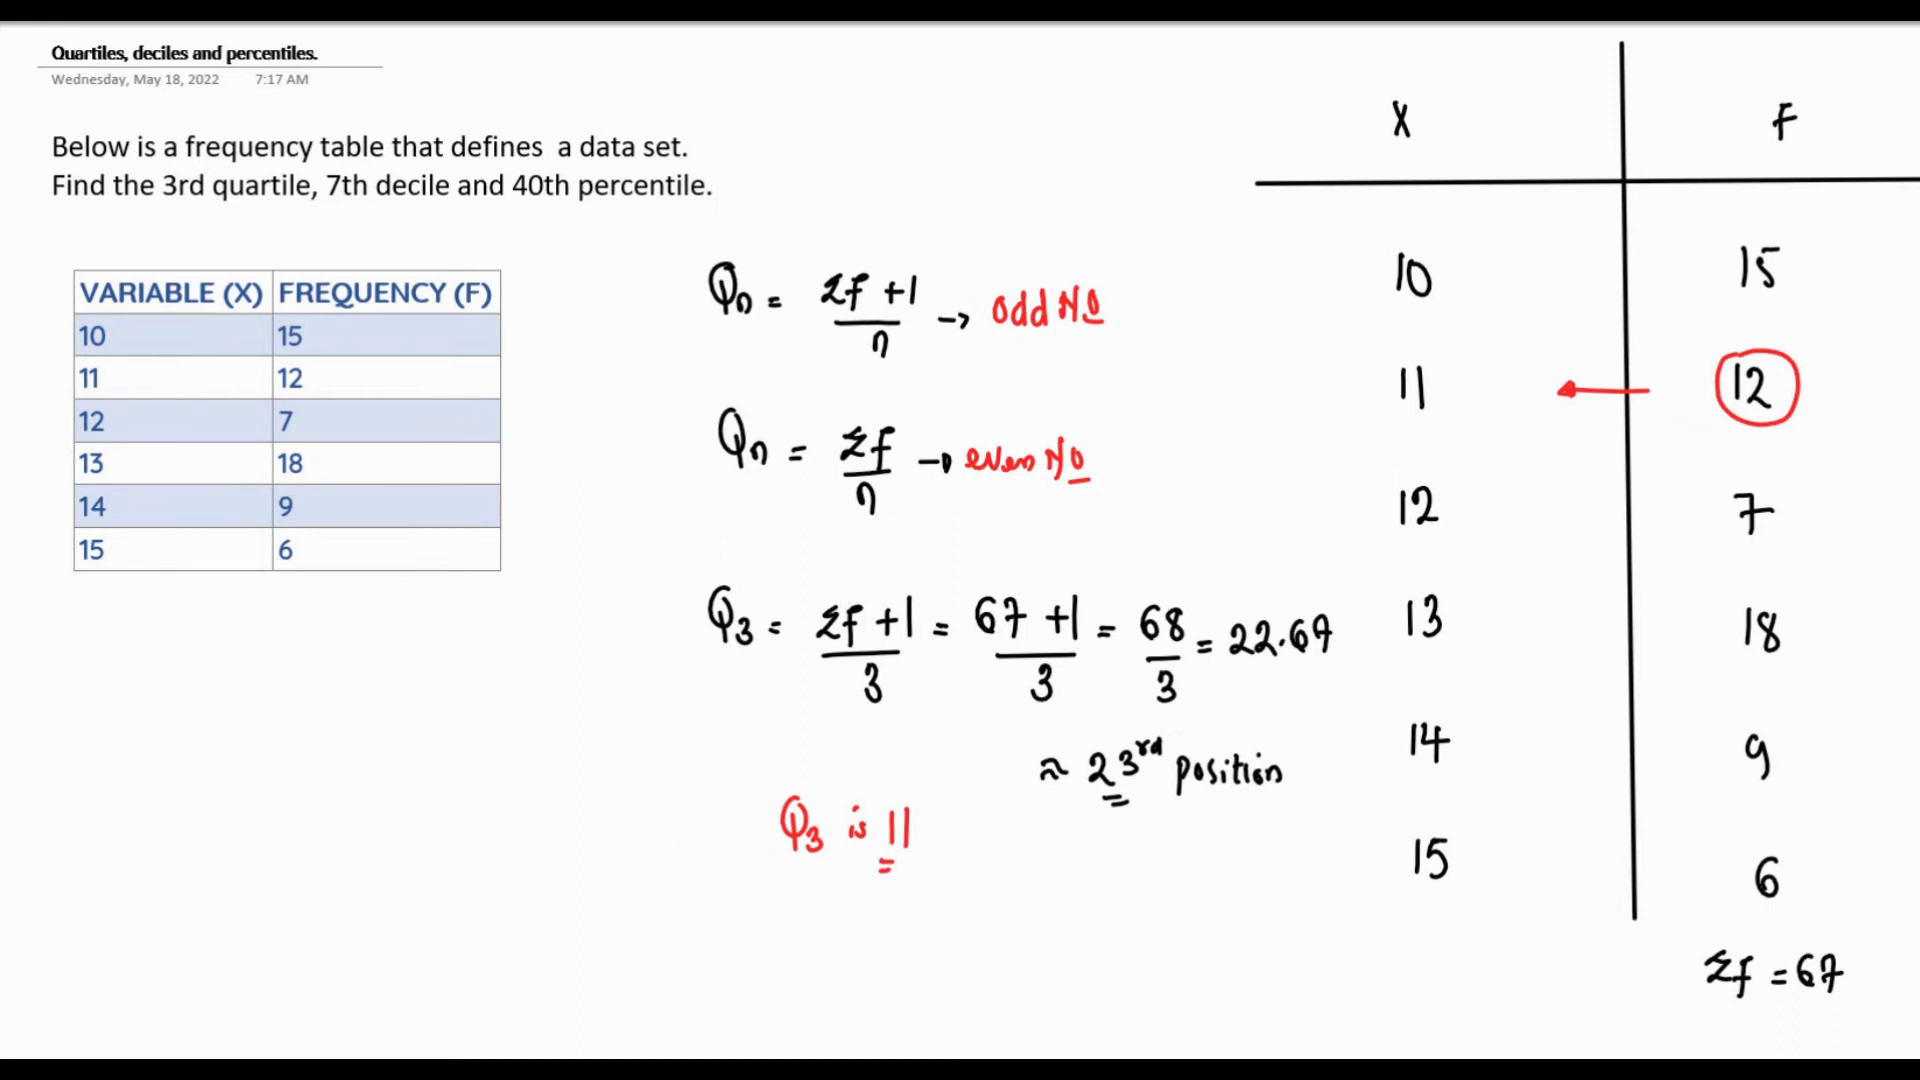 Quartiles, deciles and percentiles.
Wednesday, May 18, 2022 7:17 AM
Below is a frequency table that defines a data set.
Find the 3rd quartile, 7th decile and 40th percentile.
VARIABLE (X) FREQUENCY (F)
10 15
11 12
12 7
13 18
14 9
15 6
Qn = Σf +1 / n → odd No
Qn = Σf / n → even No
Q3 = Σf +1 / 3 = 67 +1 / 3 = 68 / 3 = 22.67
≈ 23rd position
Q3 is 11
X F
10 15
11 12
12 7
13 18
14 9
15 6
Σf = 67